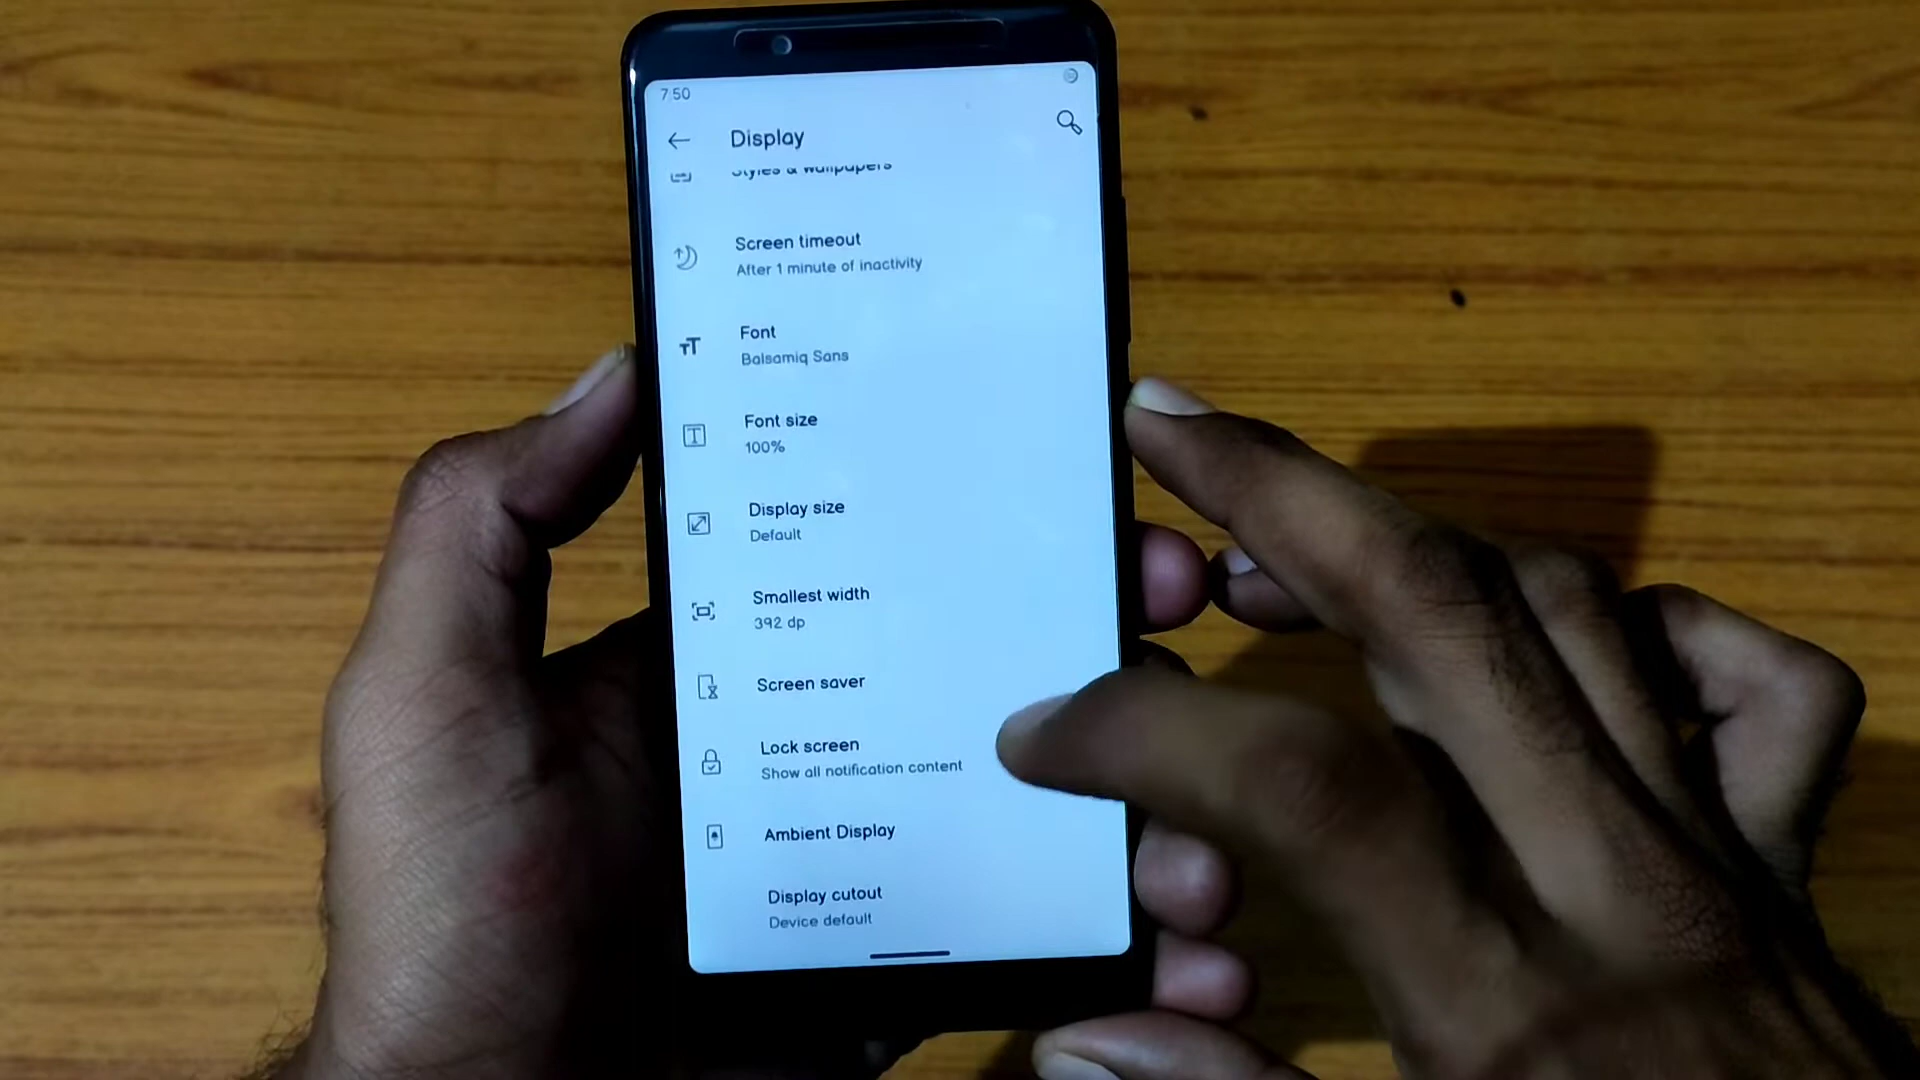 7:50
Display
Styles & wallpapers
Screen timeout
After 1 minute of inactivity
Font
Balsamiq Sans
Font size
100%
Display size
Default
Smallest width
392 dp
Screen saver
Lock screen
Show all notification content
Ambient Display
Display cutout
Device default